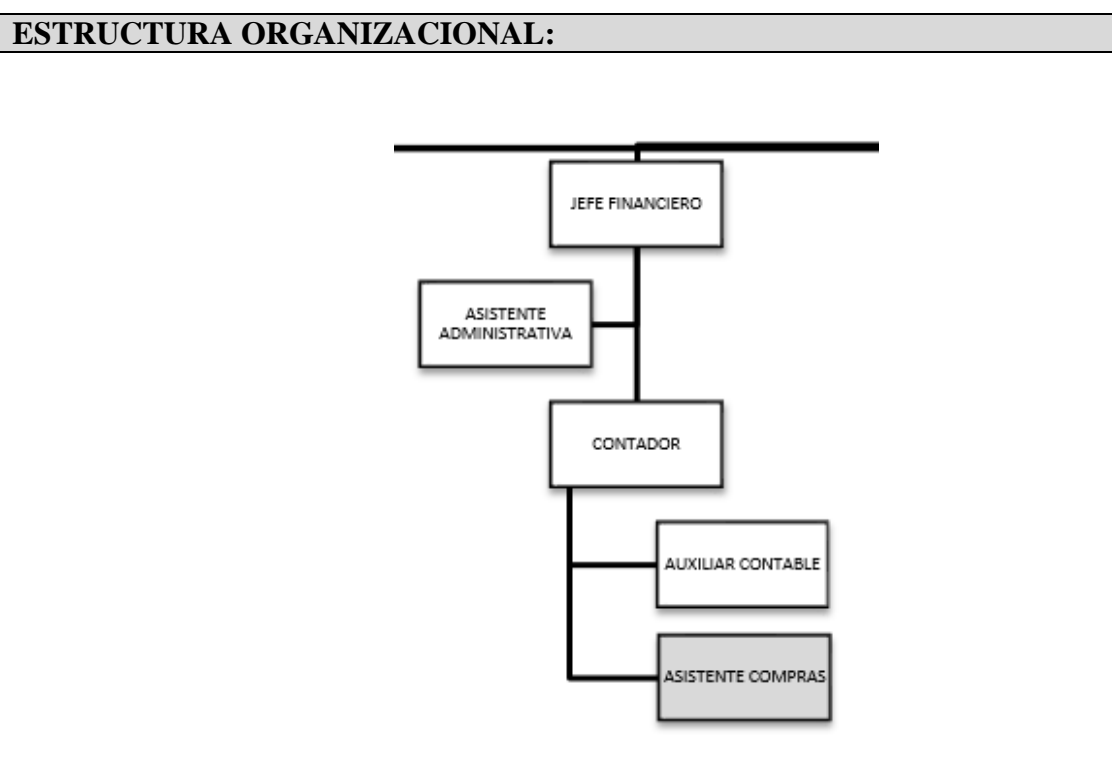 ESTRUCTURA ORGANIZACIONAL:
JEFE FINANCIERO
ASISTENTE
ADMINISTRATIVA
CONTADOR
AUXILIAR CONTABLE
ASISTENTE COMPRAS